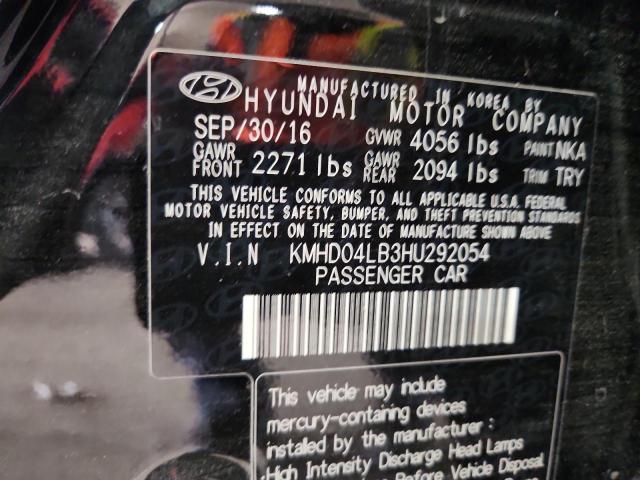 MANUFACTURED IN KOREA BY
HYUNDAI MOTOR COMPANY
SEP/30/16 GVWR 4056 lbs PAINT NKA
GAWR FRONT 2271 lbs GAWR REAR 2094 lbs TRIM TRY
THIS VEHICLE CONFORMS TO ALL APPLICABLE U.S.A. FEDERAL
MOTOR VEHICLE SAFETY, BUMPER, AND THEFT PREVENTION STANDARDS
IN EFFECT ON THE DATE OF MANUFACTURE SHOWN ABOVE
V.I.N KMHD04LB3HU292054
PASSENGER CAR
This vehicle may include
mercury-containing devices
installed by the manufacturer :
High Intensity Discharge Head Lamps
Before Vehicle Disposal